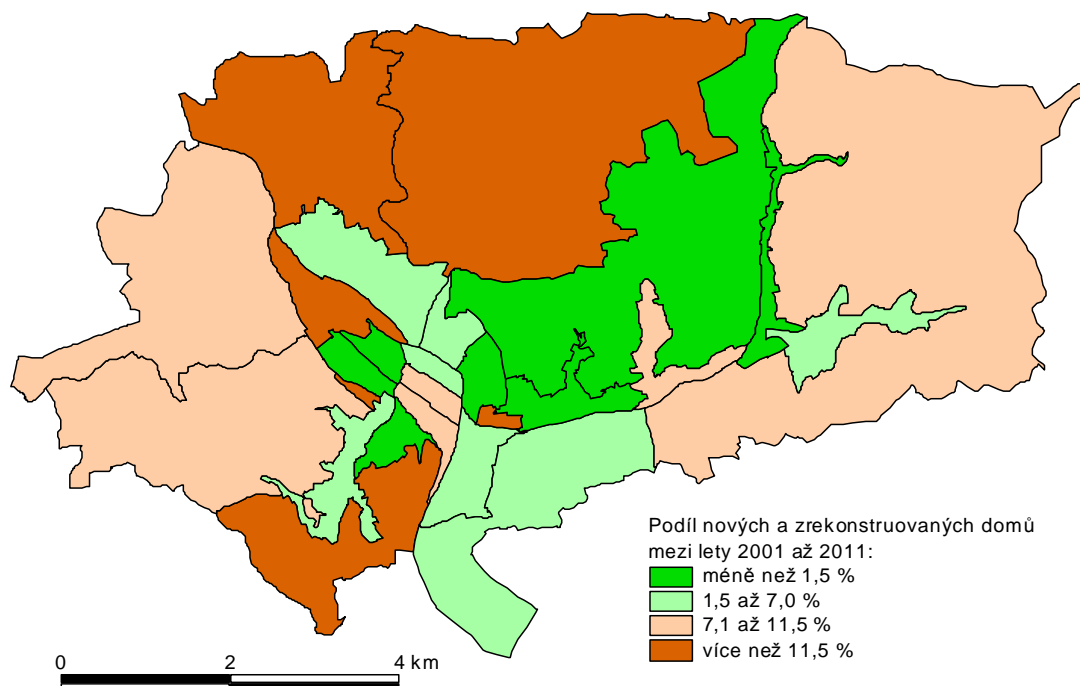 Podíl nových a zrekonstruovaných domů
mezi lety 2001 až 2011:
méně než 1,5 %
1,5 až 7,0 %
7,1 až 11,5 %
více než 11,5 %
0 2 4 km